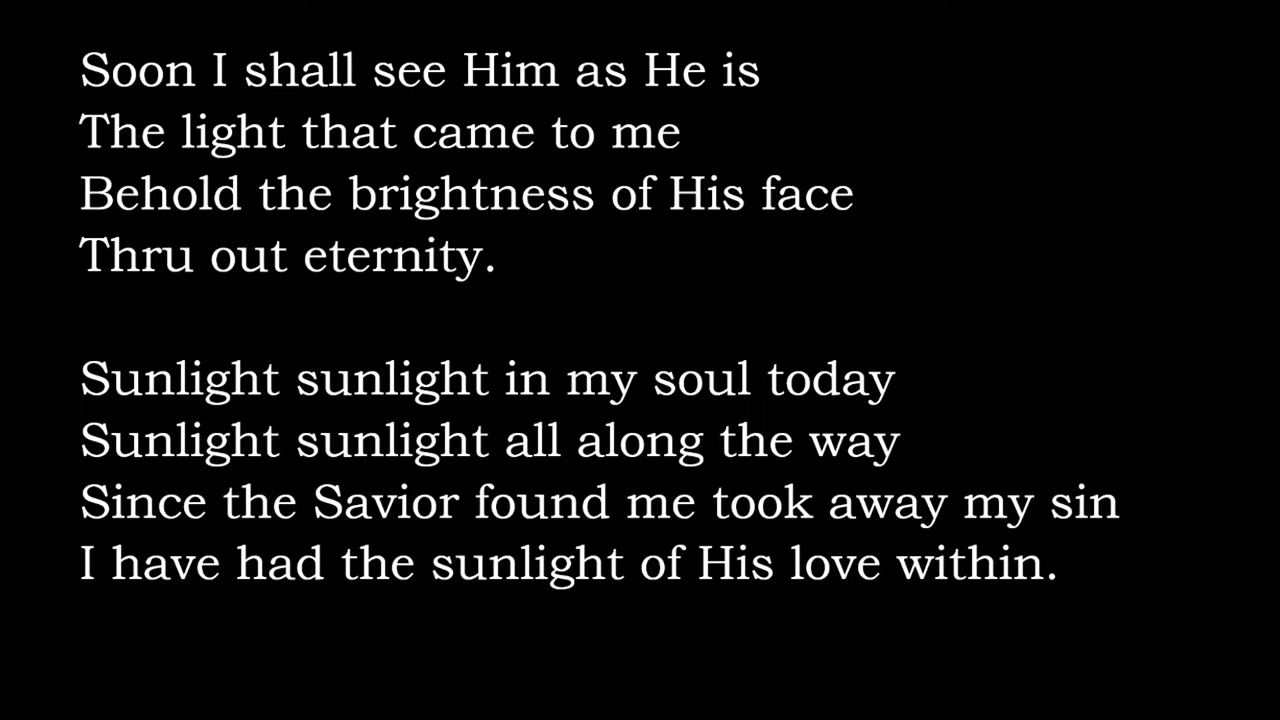 Soon I shall see Him as He is
The light that came to me
Behold the brightness of His face
Thru out eternity.
Sunlight sunlight in my soul today
Sunlight sunlight all along the way
Since the Savior found me took away my sin
I have had the sunlight of His love within.